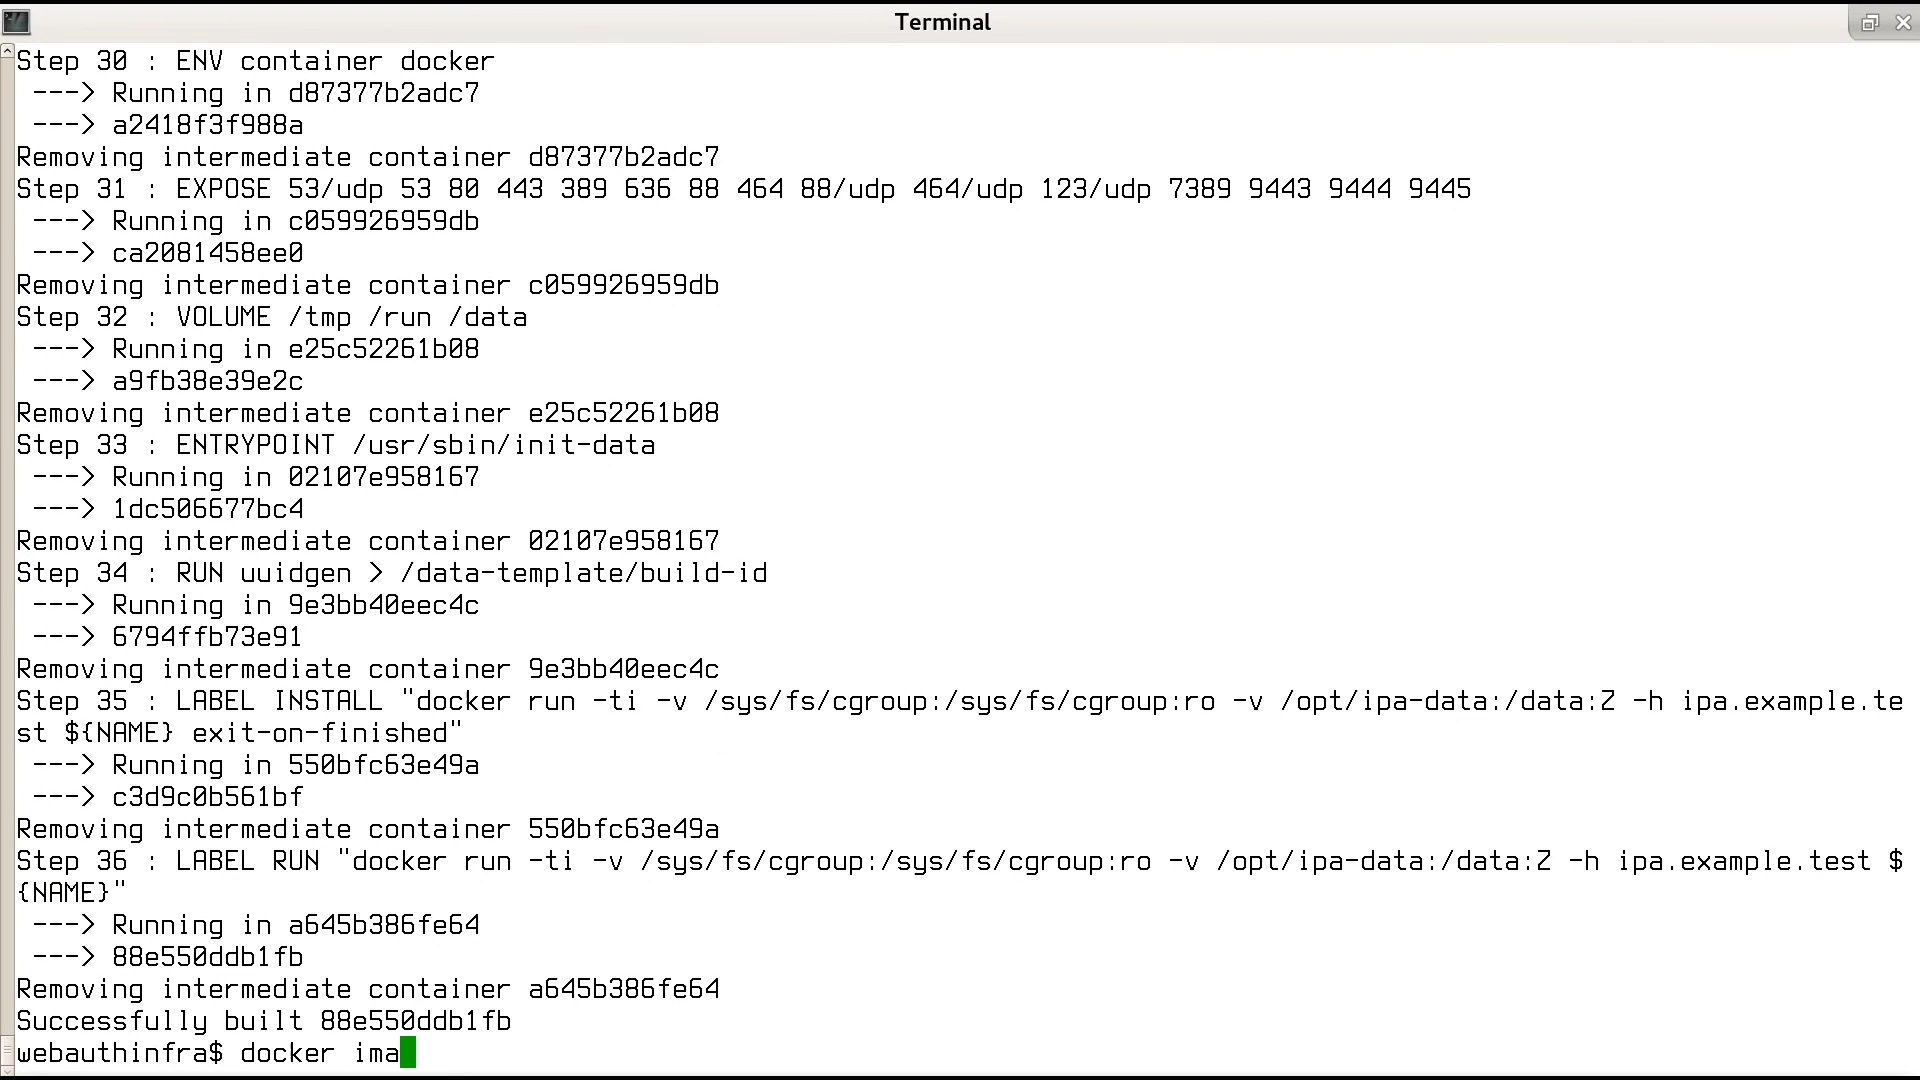 Terminal
Step 30 : ENV container docker
---> Running in d87377b2adc7
---> a2418f3f988a
Removing intermediate container d87377b2adc7
Step 31 : EXPOSE 53/udp 53 80 443 389 636 88 464 88/udp 464/udp 123/udp 7389 9443 9444 9445
---> Running in c059926959db
---> ca2081458ee0
Removing intermediate container c059926959db
Step 32 : VOLUME /tmp /run /data
---> Running in e25c52261b08
---> a9fb38e39e2c
Removing intermediate container e25c52261b08
Step 33 : ENTRYPOINT /usr/sbin/init-data
---> Running in 02107e958167
---> 1dc506677bc4
Removing intermediate container 02107e958167
Step 34 : RUN uuidgen > /data-template/build-id
---> Running in 9e3bb40eec4c
---> 6794ffb73e91
Removing intermediate container 9e3bb40eec4c
Step 35 : LABEL INSTALL "docker run -ti -v /sys/fs/cgroup:/sys/fs/cgroup:ro -v /opt/ipa-data:/data:Z -h ipa.example.te
st ${NAME} exit-on-finished"
---> Running in 550bfc63e49a
---> c3d9c0b561bf
Removing intermediate container 550bfc63e49a
Step 36 : LABEL RUN "docker run -ti -v /sys/fs/cgroup:/sys/fs/cgroup:ro -v /opt/ipa-data:/data:Z -h ipa.example.test $
{NAME}"
---> Running in a645b386fe64
---> 88e550ddb1fb
Removing intermediate container a645b386fe64
Successfully built 88e550ddb1fb
webauthinfra$ docker ima